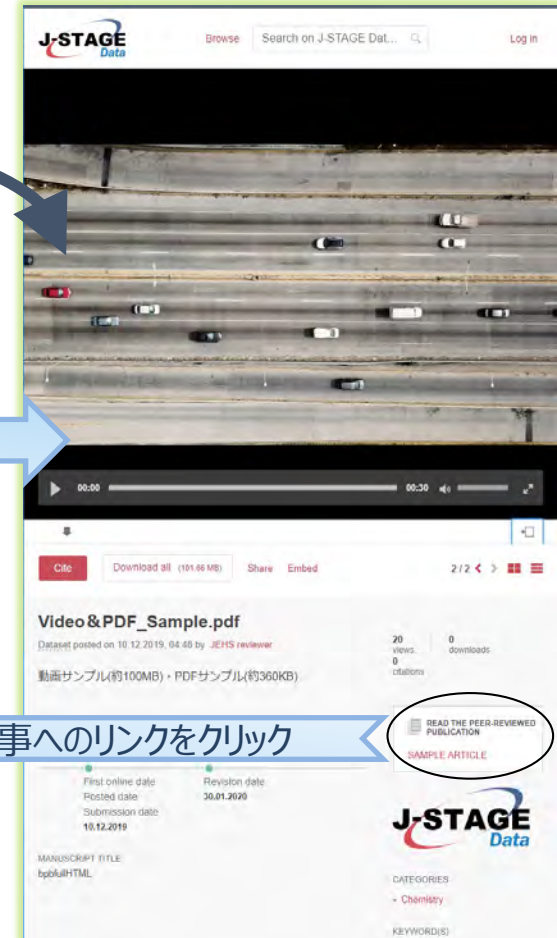 J-STAGE
Data
Browse
Search on J-STAGE Dat...
Log in
00:00
00:30
Cite
Download all (101.66 MB)
Share
Embed
2 / 2
Video&PDF_Sample.pdf
Dataset posted on 10.12.2019, 04:48 by JEHS reviewer
動画サンプル(約100MB)・PDFサンプル(約360KB)
20
views
0
downloads
0
citations
事へのリンクをクリック
READ THE PEER-REVIEWED
PUBLICATION
SAMPLE ARTICLE
First online date
Posted date
Submission date
10.12.2019
Revision date
30.01.2020
MANUSCRIPT TITLE
bpbfullHTML
J-STAGE
Data
CATEGORIES
• Chemistry
KEYWORD(S)